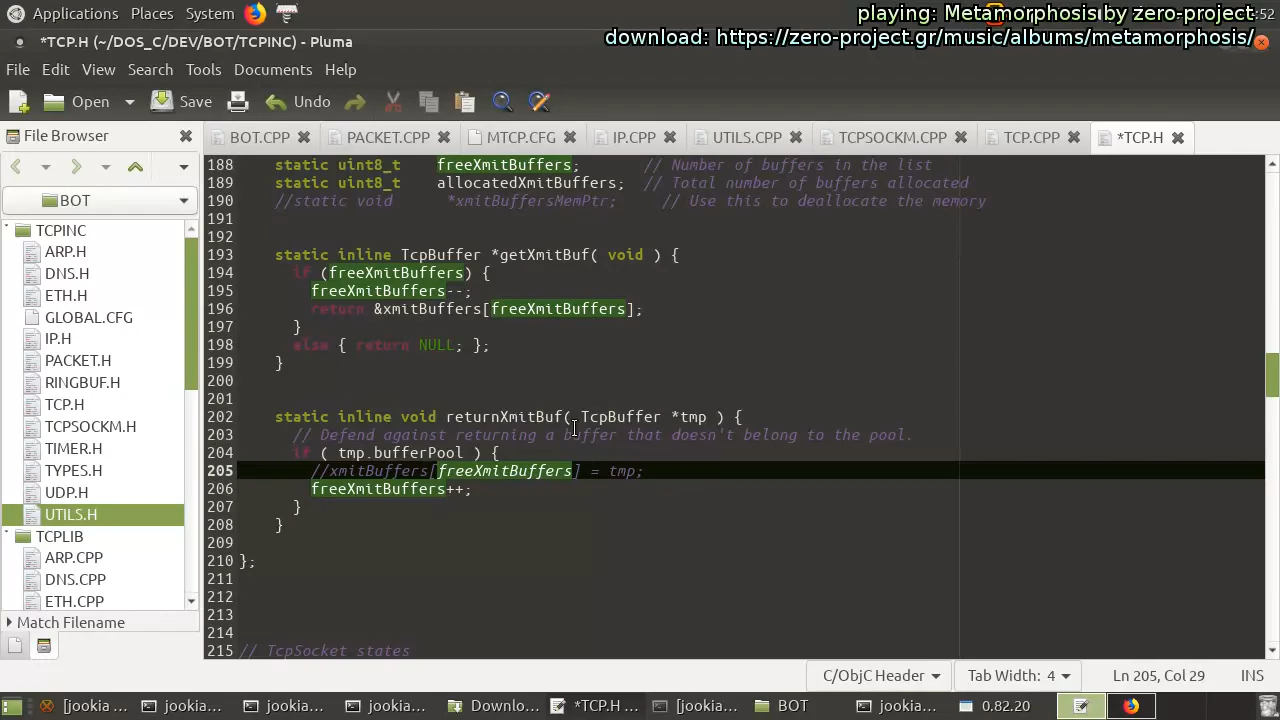 Applications Places System
playing: Metamorphosis by zero-project
:52
download: https://zero-project.gr/music/albums/metamorphosis/
*TCP.H (~/DOS_C/DEV/BOT/TCPINC) - Pluma
File Edit View Search Tools Documents Help
Open Save Undo
File Browser
BOT.CPP PACKET.CPP MTCP.CFG IP.CPP UTILS.CPP TCPSOCKM.CPP TCP.CPP *TCP.H
BOT
TCPINC
ARP.H
DNS.H
ETH.H
GLOBAL.CFG
IP.H
PACKET.H
RINGBUF.H
TCP.H
TCPSOCKM.H
TIMER.H
TYPES.H
UDP.H
UTILS.H
TCPLIB
ARP.CPP
DNS.CPP
ETH.CPP
Match Filename
188 static uint8_t freeXmitBuffers; // Number of buffers in the list
189 static uint8_t allocatedXmitBuffers; // Total number of buffers allocated
190 //static void *xmitBuffersMemPtr; // Use this to deallocate the memory
191
192
193 static inline TcpBuffer *getXmitBuf( void ) {
194 if (freeXmitBuffers) {
195 freeXmitBuffers--;
196 return &xmitBuffers[freeXmitBuffers];
197 }
198 else { return NULL; };
199 }
200
201
202 static inline void returnXmitBuf( TcpBuffer *tmp ) {
203 // Defend against returning a buffer that doesn't belong to the pool.
204 if ( tmp.bufferPool ) {
205 //xmitBuffers[freeXmitBuffers] = tmp;
206 freeXmitBuffers++;
207 }
208 }
209
210 };
211
212
213
214
215 // TcpSocket states
C/ObjC Header Tab Width: 4 Ln 205, Col 29 INS
[jookia ... jookia... jookia... jookia... Downlo... *TCP.H ... [jookia... BOT jookia... 0.82.20